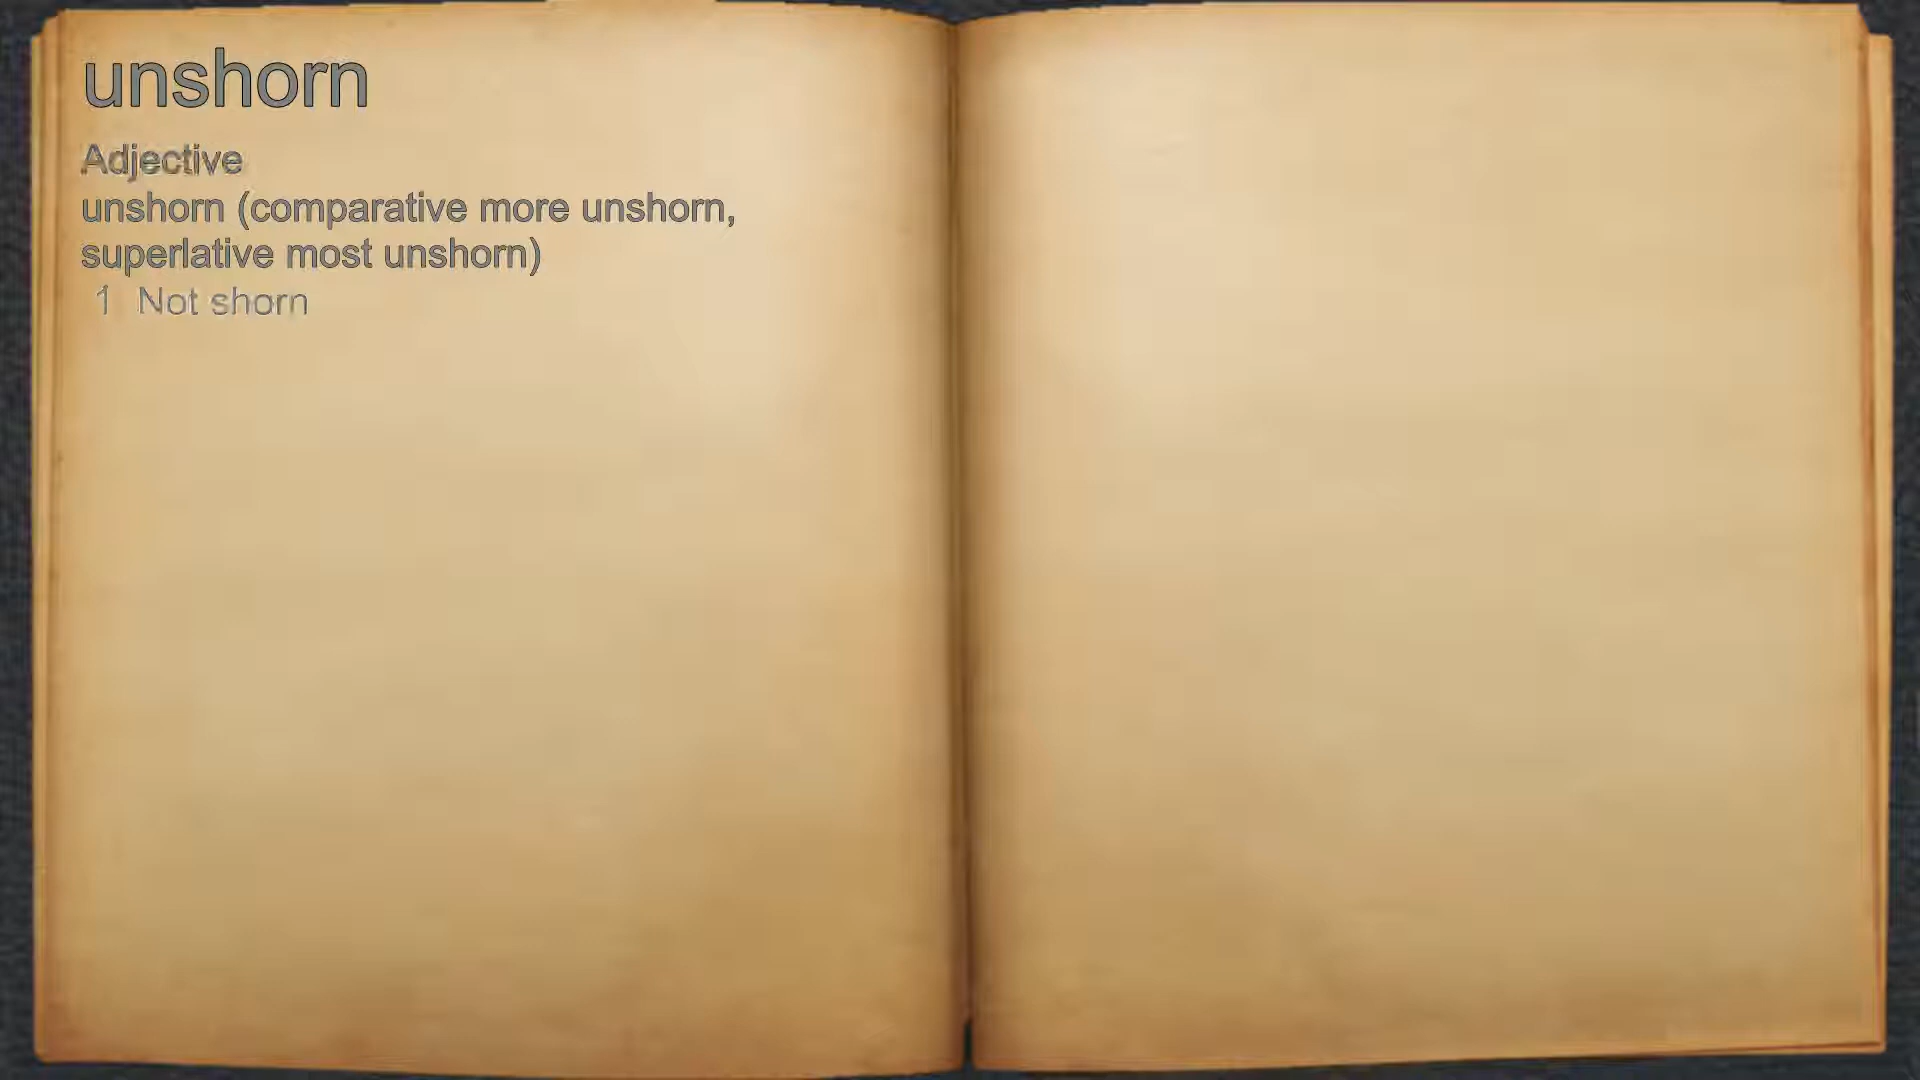 unshorn
Adjective
unshorn (comparative more unshorn,
superlative most unshorn)
1 Not shorn